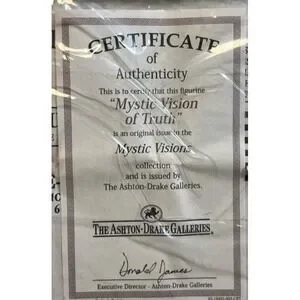 CERTIFICATE
of
Authenticity
This is to certify that this figurine
"Mystic Vision
of Truth"
is an original issue in the
Mystic Visions
collection
and is issued by
The Ashton-Drake Galleries.
THE ASHTON-DRAKE GALLERIES
Donald James
Executive Director - Ashton-Drake Galleries